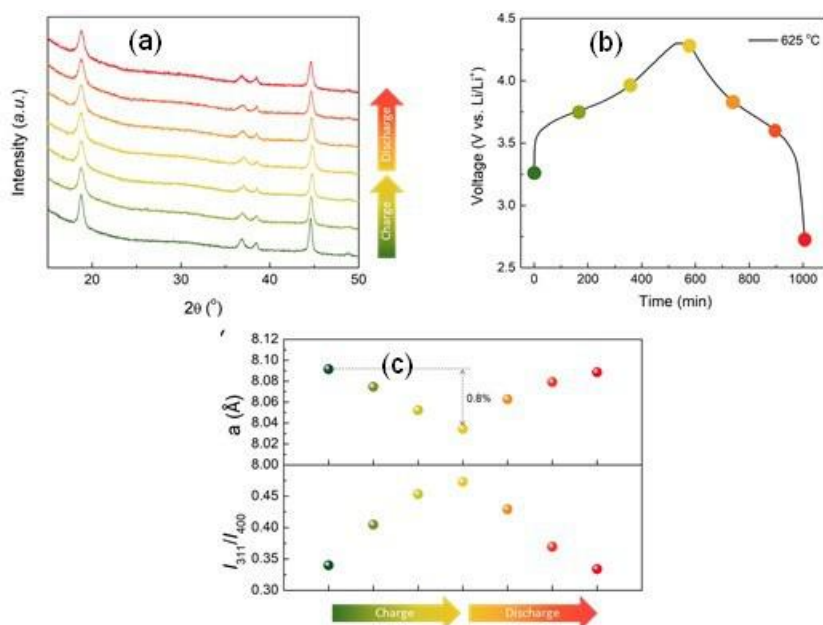 (a)
Intensity (a.u.)
20
30
40
50
2θ (°)
Discharge
Charge
(b)
625 °C
4.5
4.0
3.5
3.0
2.5
Voltage (V vs. Li/Li⁺)
0
200
400
600
800
1000
Time (min)
(c)
8.12
8.10
8.08
8.06
8.04
8.02
8.00
a (Å)
0.8%
0.45
0.40
0.35
0.30
I₃₁₁/I₄₀₀
Charge
Discharge